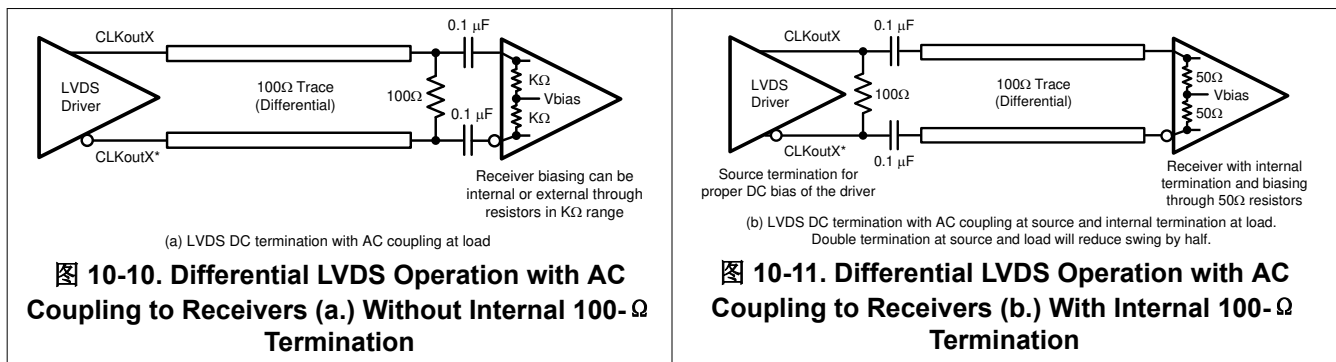 CLKoutX
0.1 µF
LVDS
Driver
100Ω Trace
(Differential)
100Ω
KΩ
Vbias
KΩ
0.1 µF
CLKoutX*
Receiver biasing can be
internal or external through
resistors in KΩ range
(a) LVDS DC termination with AC coupling at load
图 10-10. Differential LVDS Operation with AC
Coupling to Receivers (a.) Without Internal 100-Ω
Termination
CLKoutX
0.1 µF
LVDS
Driver
100Ω
100Ω Trace
(Differential)
50Ω
Vbias
50Ω
CLKoutX*
0.1 µF
Source termination for
proper DC bias of the driver
Receiver with internal
termination and biasing
through 50Ω resistors
(b) LVDS DC termination with AC coupling at source and internal termination at load.
Double termination at source and load will reduce swing by half.
图 10-11. Differential LVDS Operation with AC
Coupling to Receivers (b.) With Internal 100-Ω
Termination